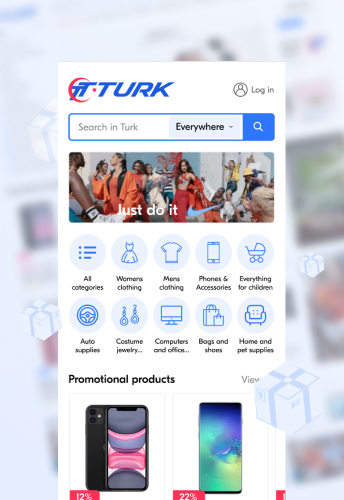 TURK
Log in
Search in Turk
Everywhere
Just do it
All
categories
Womens
clothing
Mens
clothing
Phones &
Accessories
Everything
for children
Auto
supplies
Costume
jewelry...
Computers
and office...
Bags and
shoes
Home and
pet supplies
Promotional products
View
12%
22%